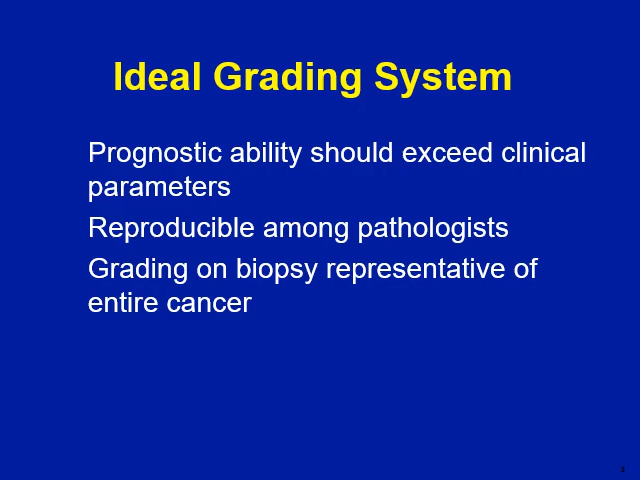 Ideal Grading System
Prognostic ability should exceed clinical
parameters
Reproducible among pathologists
Grading on biopsy representative of
entire cancer